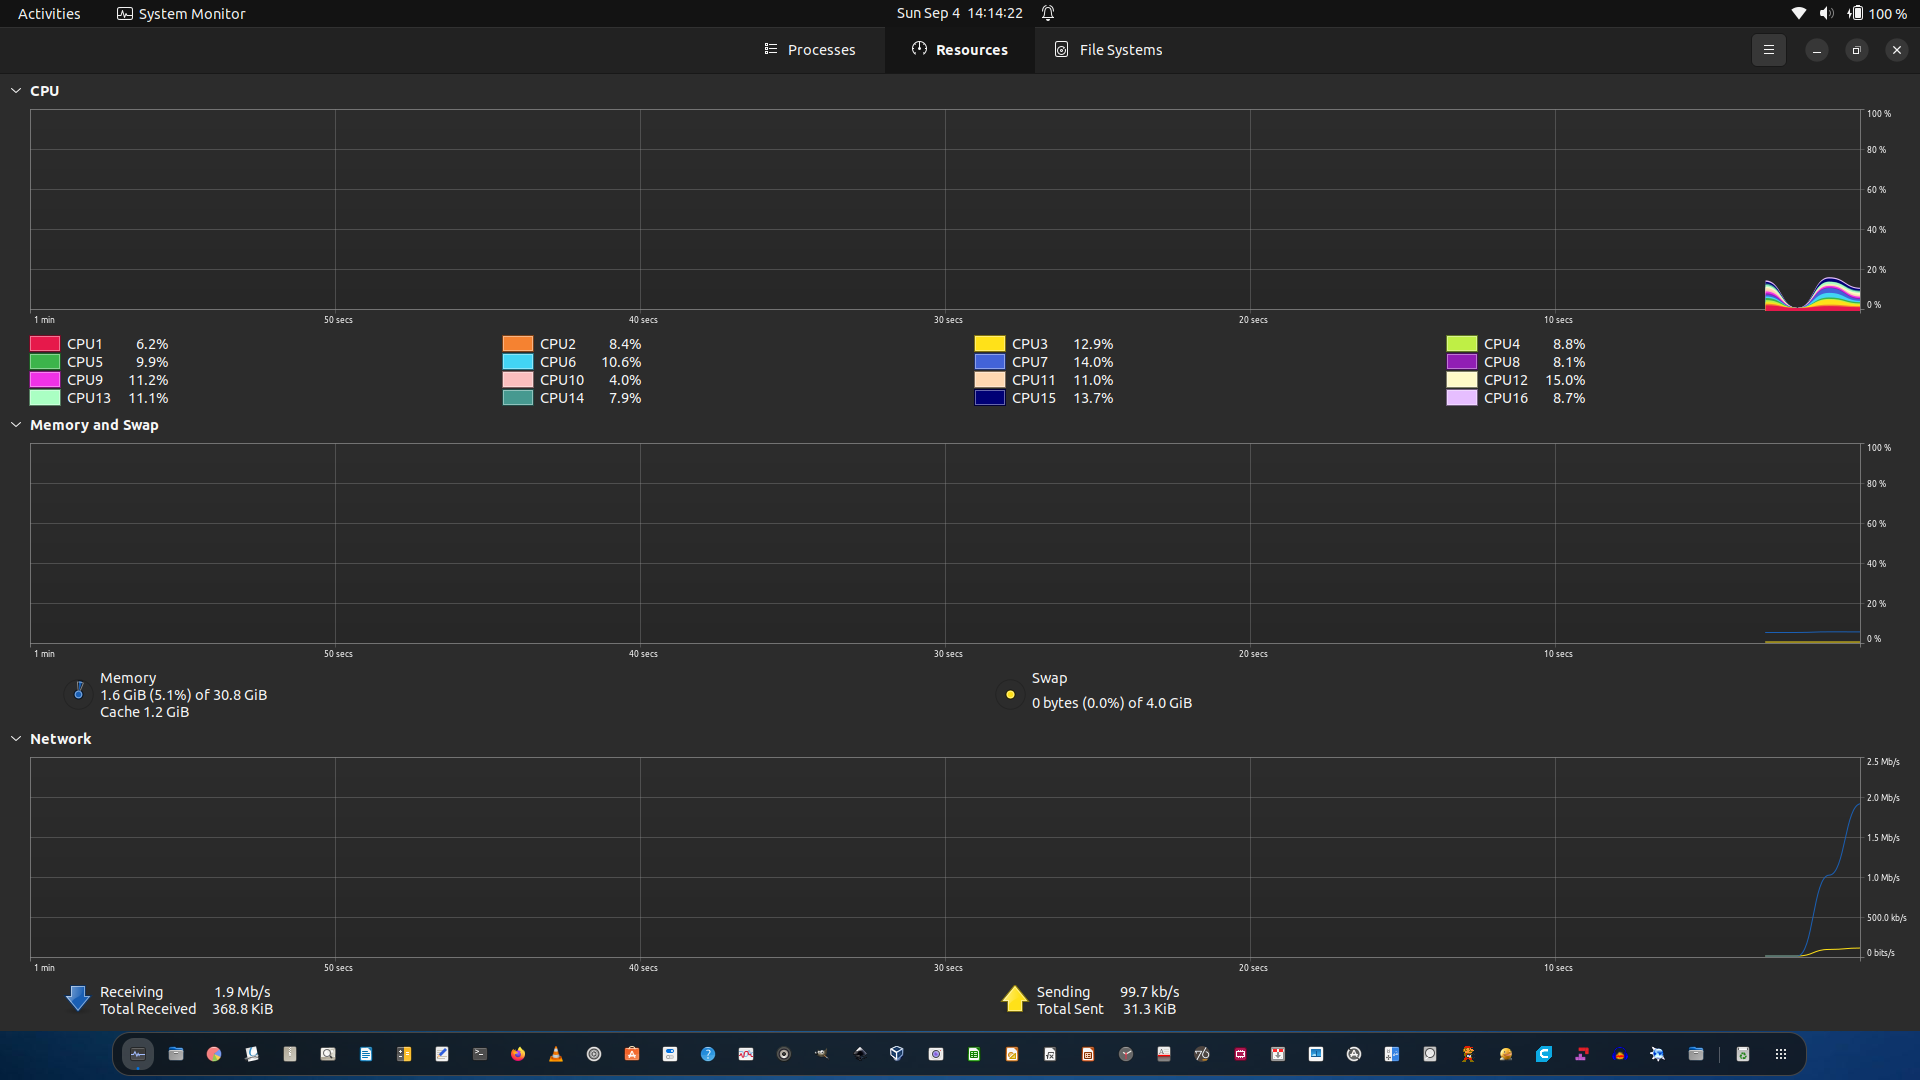 Activities System Monitor Sun Sep 4 14:14:22 100 %
Processes Resources File Systems
CPU
100 %
80 %
60 %
40 %
20 %
0 %
1 min 50 secs 40 secs 30 secs 20 secs 10 secs
CPU1 6.2% CPU2 8.4% CPU3 12.9% CPU4 8.8%
CPU5 9.9% CPU6 10.6% CPU7 14.0% CPU8 8.1%
CPU9 11.2% CPU10 4.0% CPU11 11.0% CPU12 15.0%
CPU13 11.1% CPU14 7.9% CPU15 13.7% CPU16 8.7%
Memory and Swap
100 %
80 %
60 %
40 %
20 %
0 %
1 min 50 secs 40 secs 30 secs 20 secs 10 secs
Memory
1.6 GiB (5.1%) of 30.8 GiB
Cache 1.2 GiB
Swap
0 bytes (0.0%) of 4.0 GiB
Network
2.5 Mb/s
2.0 Mb/s
1.5 Mb/s
1.0 Mb/s
500.0 kb/s
0 bits/s
1 min 50 secs 40 secs 30 secs 20 secs 10 secs
Receiving 1.9 Mb/s
Total Received 368.8 KiB
Sending 99.7 kb/s
Total Sent 31.3 KiB
76